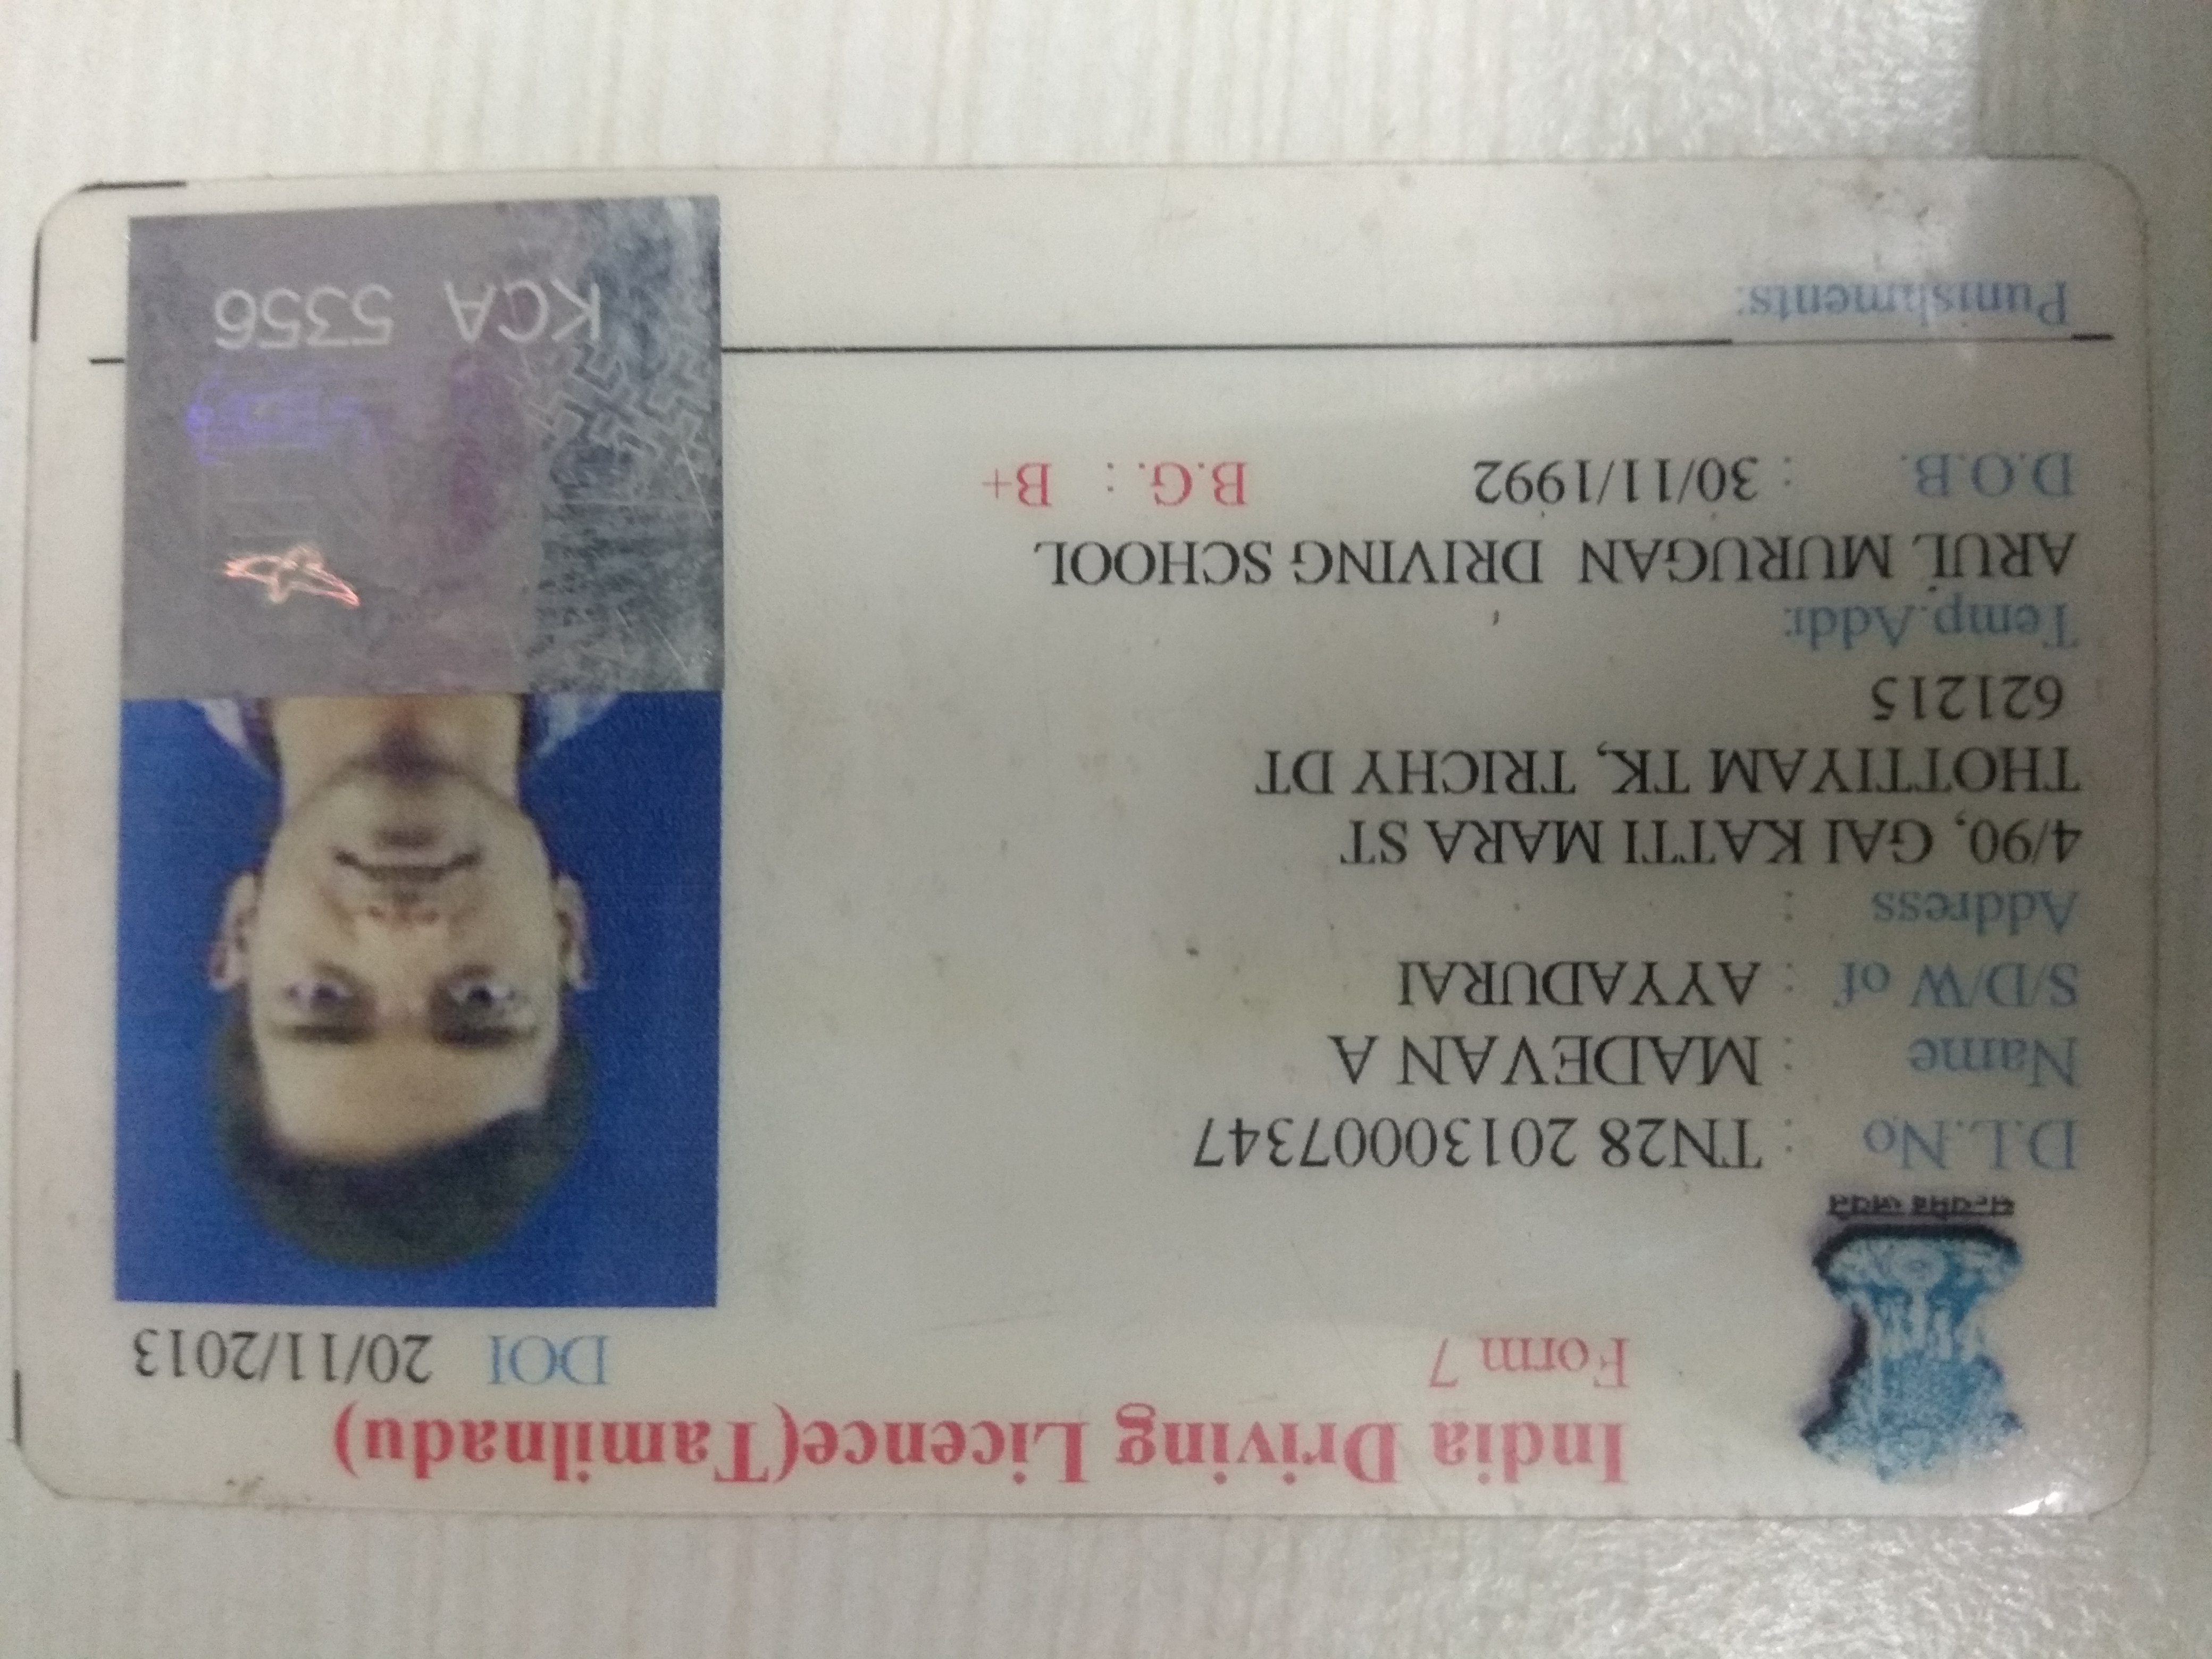 India Driving Licence(Tamilnadu)
Form 7
DOI 20/11/2013
D.L.No : TN28 20130007347
Name : MADEVAN A
S/D/W of : AYYADURAI
Address :
4/90, GAI KATTI MARA ST
THOTTIYAM TK, TRICHY DT
621215
Temp.Addr:
ARUL MURUGAN DRIVING SCHOOL
D.O.B. : 30/11/1992 B.G. : B+
Punishments:
KCA 5356